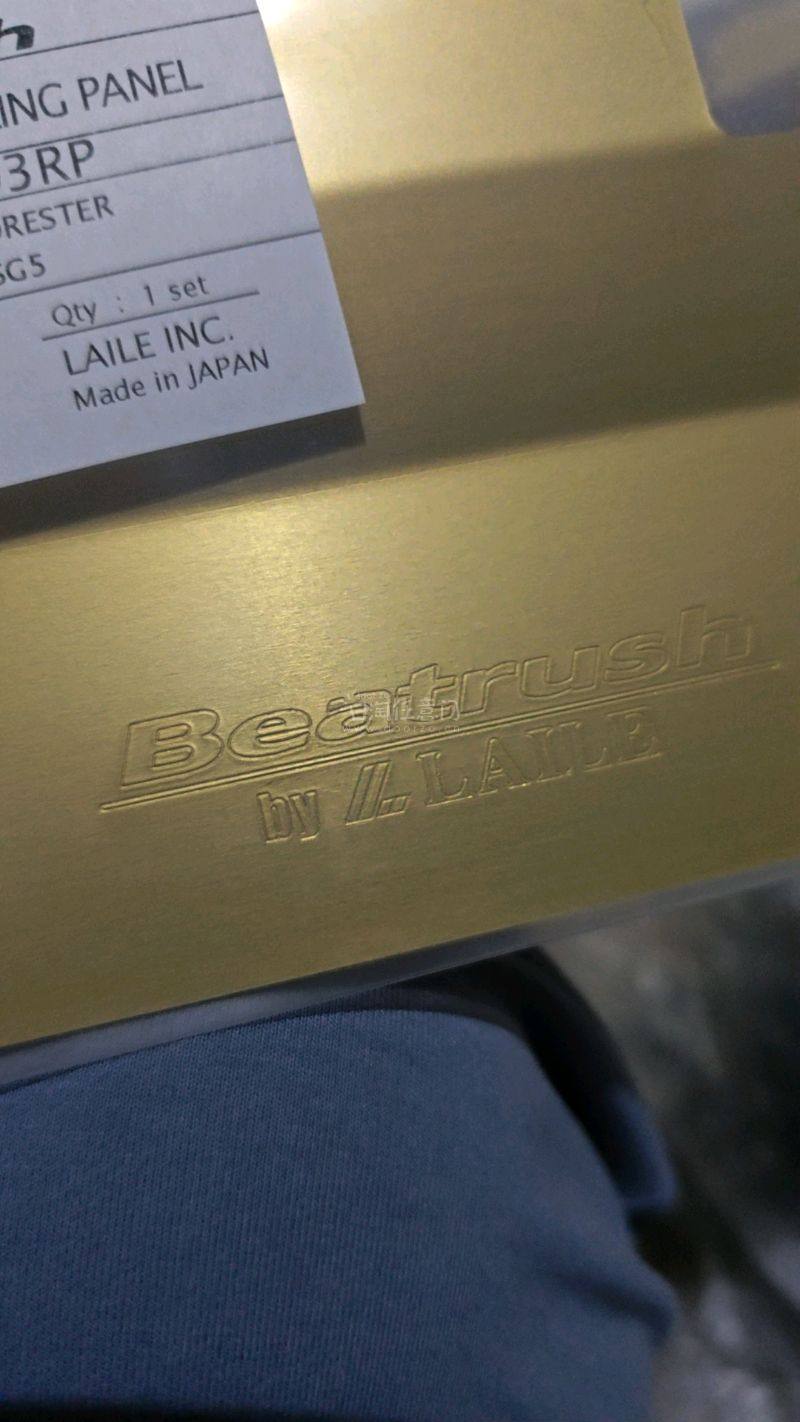 ING PANEL
3RP
RESTER
G5
Qty : 1 set
LAILE INC.
Made in JAPAN
Beatrush
by LAILE